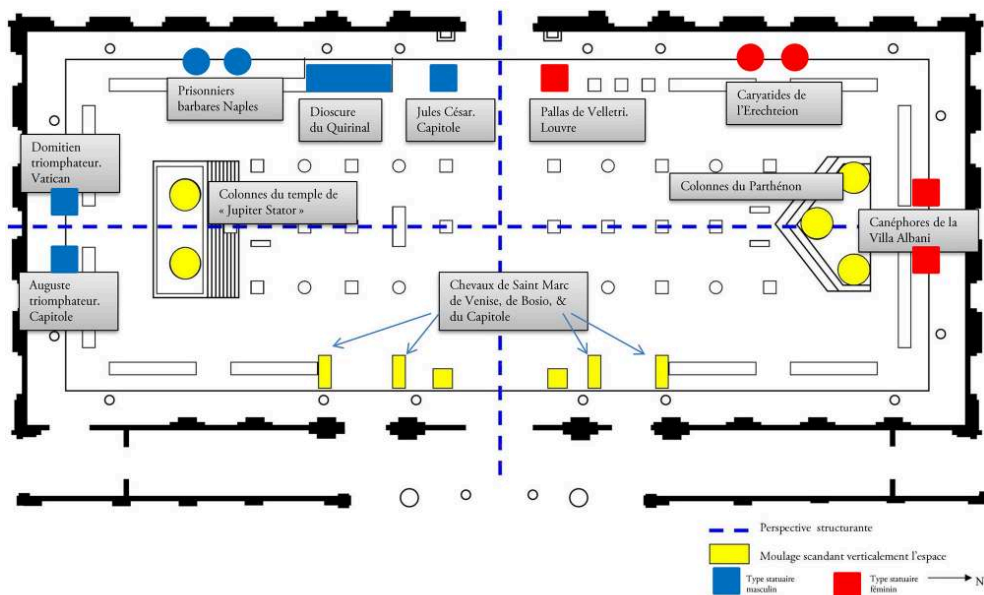 Prisonniers
barbares Naples
Dioscure
du Quirinal
Jules César.
Capitole
Pallas de Velletri.
Louvre
Caryatides de
l'Erechteion
Domitien
triomphateur.
Vatican
Colonnes du temple de
« Jupiter Stator »
Colonnes du Parthénon
Canéphores de la
Villa Albani
Auguste
triomphateur.
Capitole
Chevaux de Saint Marc
de Venise, de Bosio, &
du Capitole
Perspective structurante
Moulage scandant verticalement l'espace
Type statuaire
masculin
Type statuaire
féminin
N